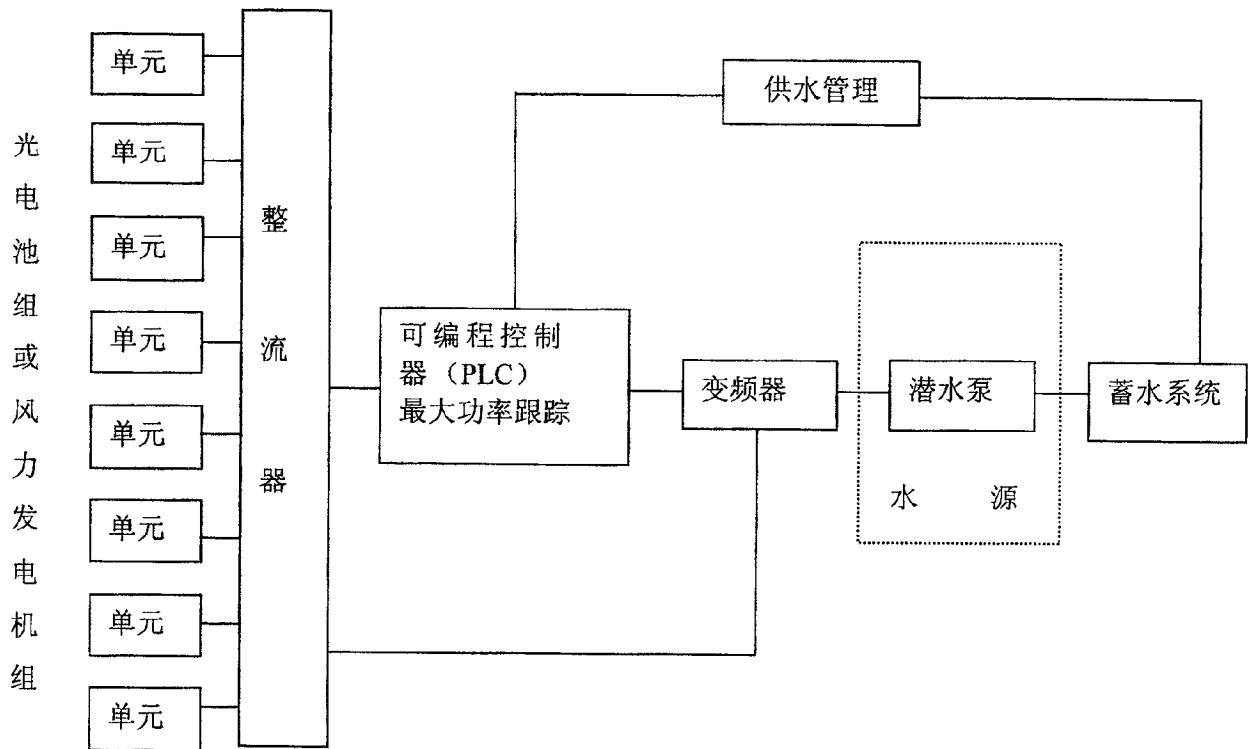 光电池组或风力发电机组
单元
单元
单元
单元
单元
单元
单元
单元
整流器
可编程控制
器（PLC）
最大功率跟踪
供水管理
变频器
潜水泵
水 源
蓄水系统